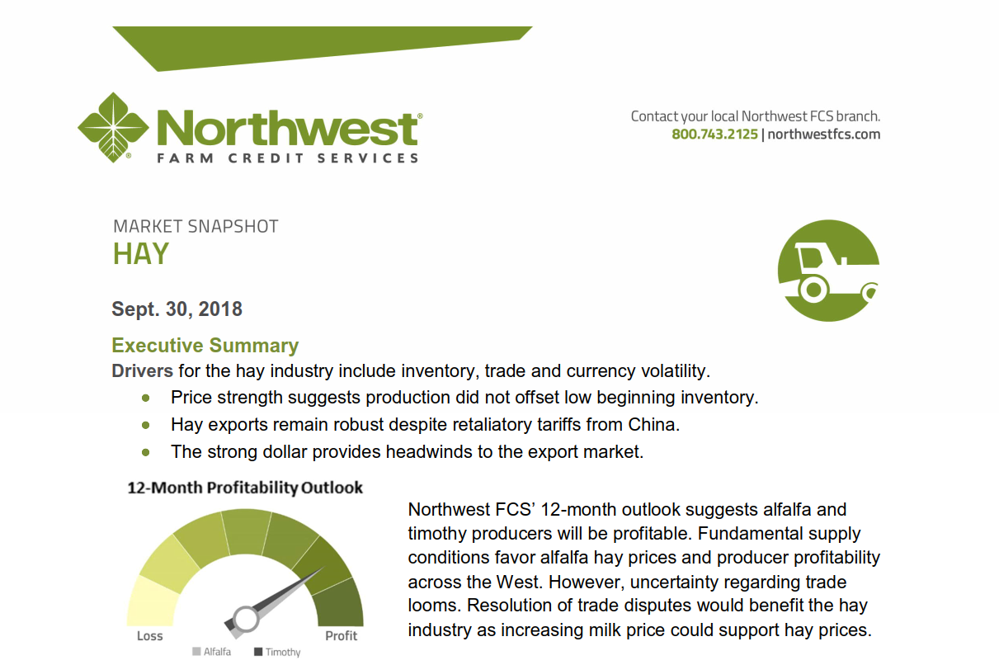 Northwest®
FARM CREDIT SERVICES
®
Contact your local Northwest FCS branch.
800.743.2125 | northwestfcs.com
MARKET SNAPSHOT
HAY
Sept. 30, 2018
Executive Summary
Drivers for the hay industry include inventory, trade and currency volatility.
• Price strength suggests production did not offset low beginning inventory.
• Hay exports remain robust despite retaliatory tariffs from China.
• The strong dollar provides headwinds to the export market.
12-Month Profitability Outlook
Loss
Profit
Alfalfa
Timothy
Northwest FCS’ 12-month outlook suggests alfalfa and
timothy producers will be profitable. Fundamental supply
conditions favor alfalfa hay prices and producer profitability
across the West. However, uncertainty regarding trade
looms. Resolution of trade disputes would benefit the hay
industry as increasing milk price could support hay prices.